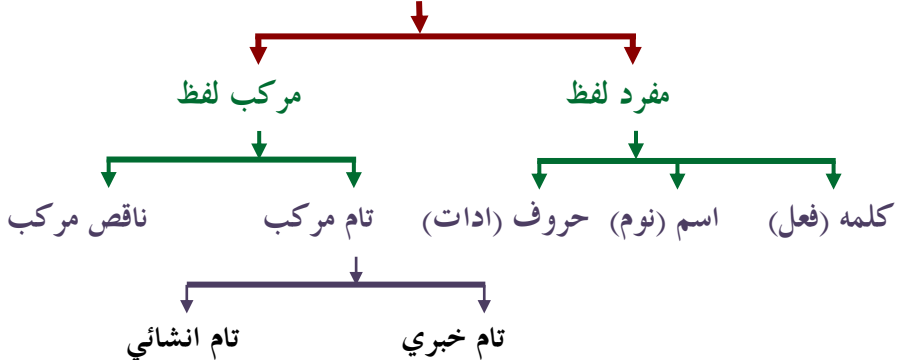 مفرد لفظ
مرکب لفظ
کلمه (فعل)
اسم (نوم)
حروف (ادات)
تام مرکب
ناقص مرکب
تام خبري
تام انشائي